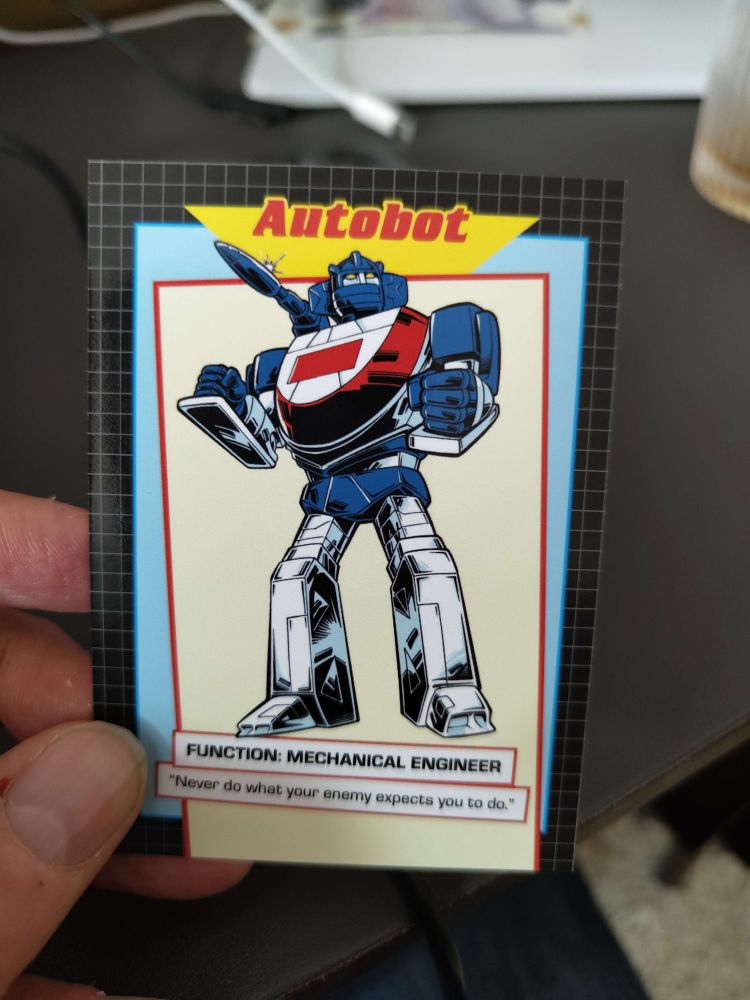 Autobot
FUNCTION: MECHANICAL ENGINEER
"Never do what your enemy expects you to do."